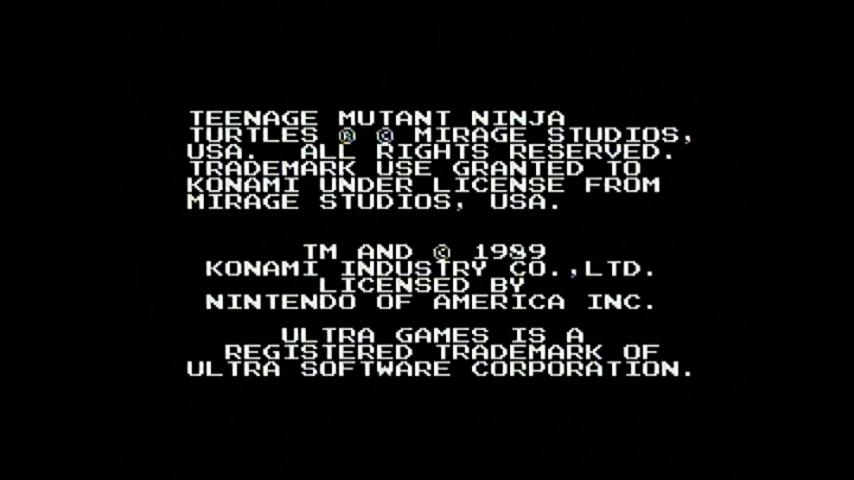 TEENAGE MUTANT NINJA
TURTLES ® © MIRAGE STUDIOS,
USA. ALL RIGHTS RESERVED.
TRADEMARK USE GRANTED TO
KONAMI UNDER LICENSE FROM
MIRAGE STUDIOS, USA.
TM AND © 1989
KONAMI INDUSTRY CO.,LTD.
LICENSED BY
NINTENDO OF AMERICA INC.
ULTRA GAMES IS A
REGISTERED TRADEMARK OF
ULTRA SOFTWARE CORPORATION.